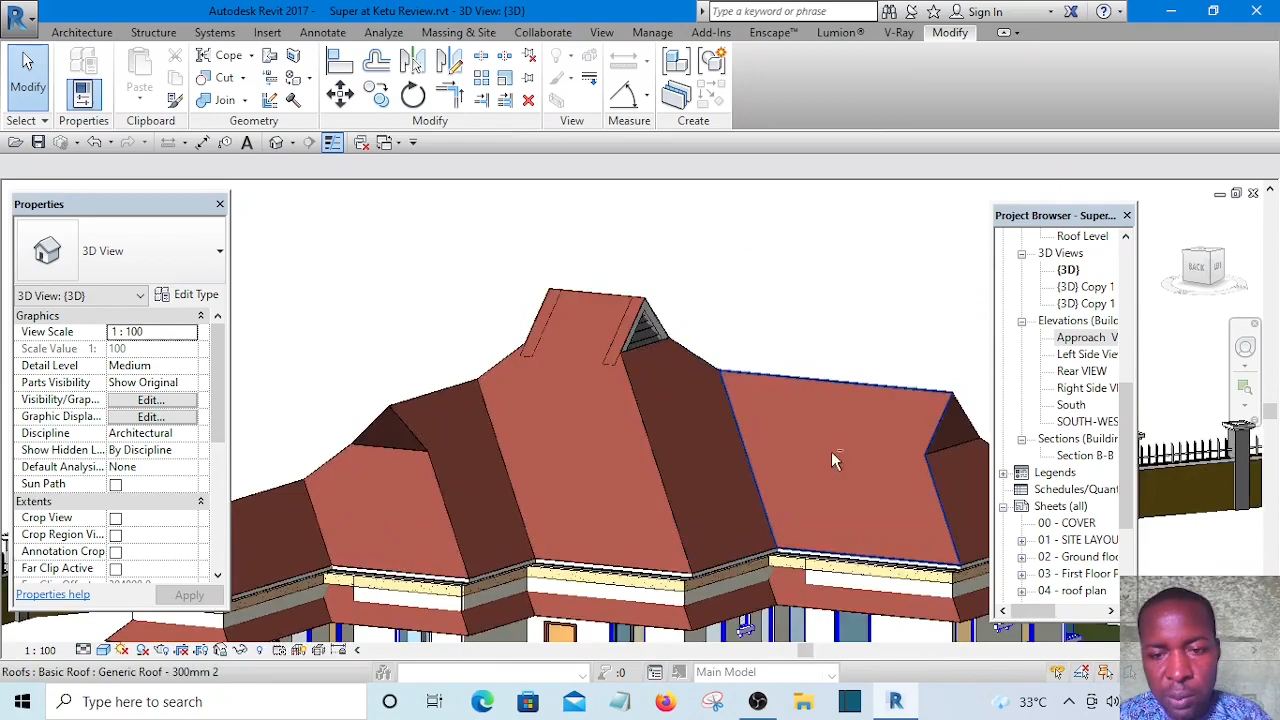 Autodesk Revit 2017 - Super at Ketu Review.rvt - 3D View: {3D}
Type a keyword or phrase
Sign In
Architecture Structure Systems Insert Annotate Analyze Massing & Site Collaborate View Manage Add-Ins Enscape™ Lumion® V-Ray Modify
Modify
Paste
Cope
Cut
Join
Select Properties Clipboard Geometry Modify View Measure Create
Properties
3D View
3D View: {3D}
Edit Type
Graphics
View Scale 1 : 100
Scale Value 1: 100
Detail Level Medium
Parts Visibility Show Original
Visibility/Grap... Edit...
Graphic Displa... Edit...
Discipline Architectural
Show Hidden L... By Discipline
Default Analysi... None
Sun Path
Extents
Crop View
Crop Region Vi...
Annotation Crop
Far Clip Active
Properties help
Apply
BACK
Project Browser - Super...
Roof Level
3D Views
{3D}
{3D} Copy 1
{3D} Copy 1
Elevations (Buil
Approach V
Left Side Vie
Rear VIEW
Right Side V
South
SOUTH-WES
Sections (Buildin
Section B-B
Legends
Schedules/Quant
Sheets (all)
00 - COVER
01 - SITE LAYOU
02 - Ground floo
03 - First Floor P
04 - roof plan
1 : 100
Roofs : Basic Roof : Generic Roof - 300mm 2
:0
Main Model
Type here to search
33°C